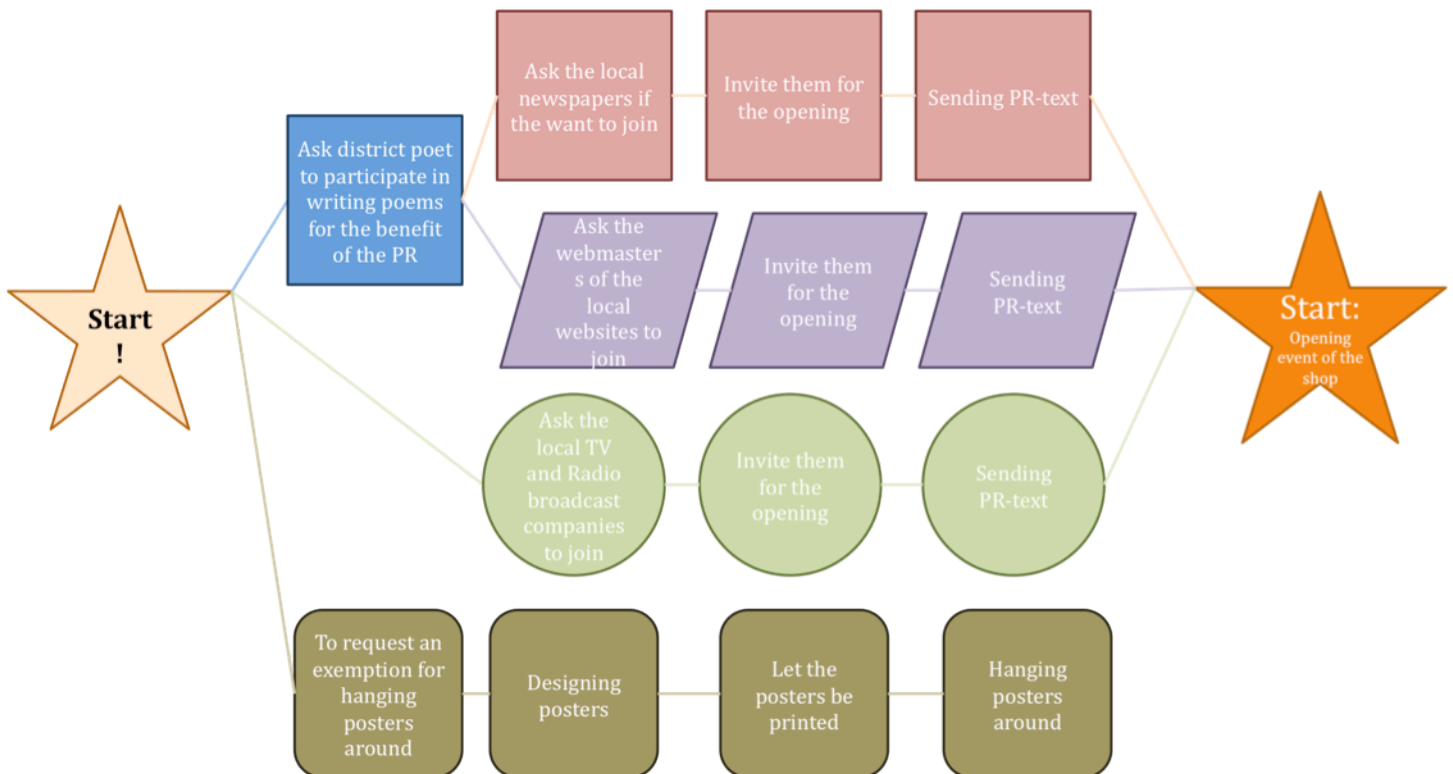 Start
!
Ask district poet
to participate in
writing poems
for the benefit
of the PR
Ask the local
newspapers if
the want to join
Invite them for
the opening
Sending PR-text
Ask the
webmaster
s of the
local
websites to
join
Invite them
for the
opening
Sending
PR-text
Ask the
local TV
and Radio
broadcast
companies
to join
Invite them
for the
opening
Sending
PR-text
To request an
exemption for
hanging
posters
around
Designing
posters
Let the
posters be
printed
Hanging
posters
around
Start:
Opening
event of the
shop